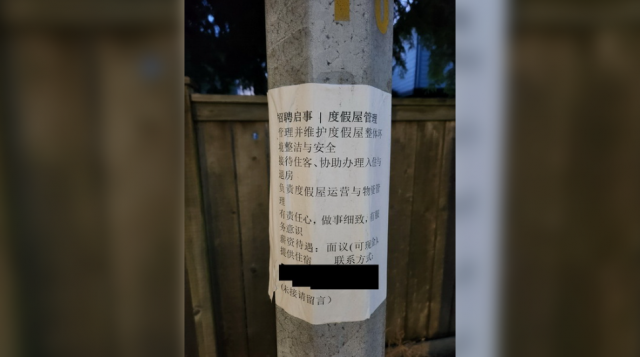 招聘启事 | 度假屋管理
管理并维护度假屋整体环
境整洁与安全
接待住客、协助办理入住与
退房
负责度假屋运营与物资管
理
有责任心，做事细致，有服
务意识
薪资待遇：面议(可现金
提供住宿 联系方式
(未接请留言)